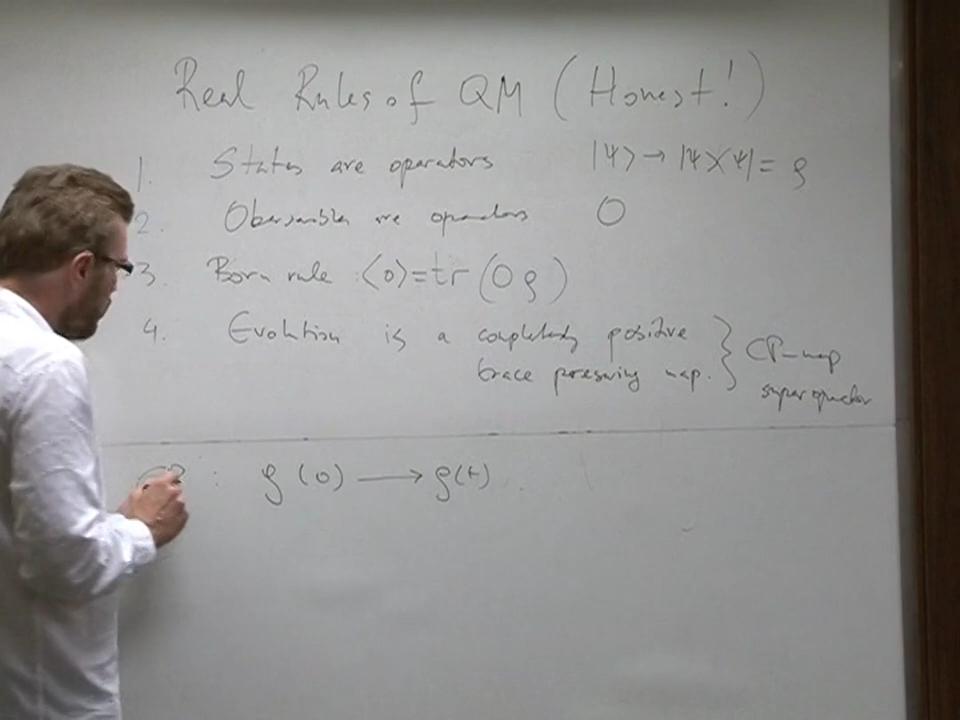 Real Rules of QM (Honest!)
1. States are operators |ψ⟩ → |ψ⟩⟨ψ| = ρ
2. Observables are operators O
3. Born rule : ⟨O⟩ = tr(Oρ)
4. Evolution is a completely positive
trace preserving map. } CP-map
superoperator
: ρ(0) ⟶ ρ(t)